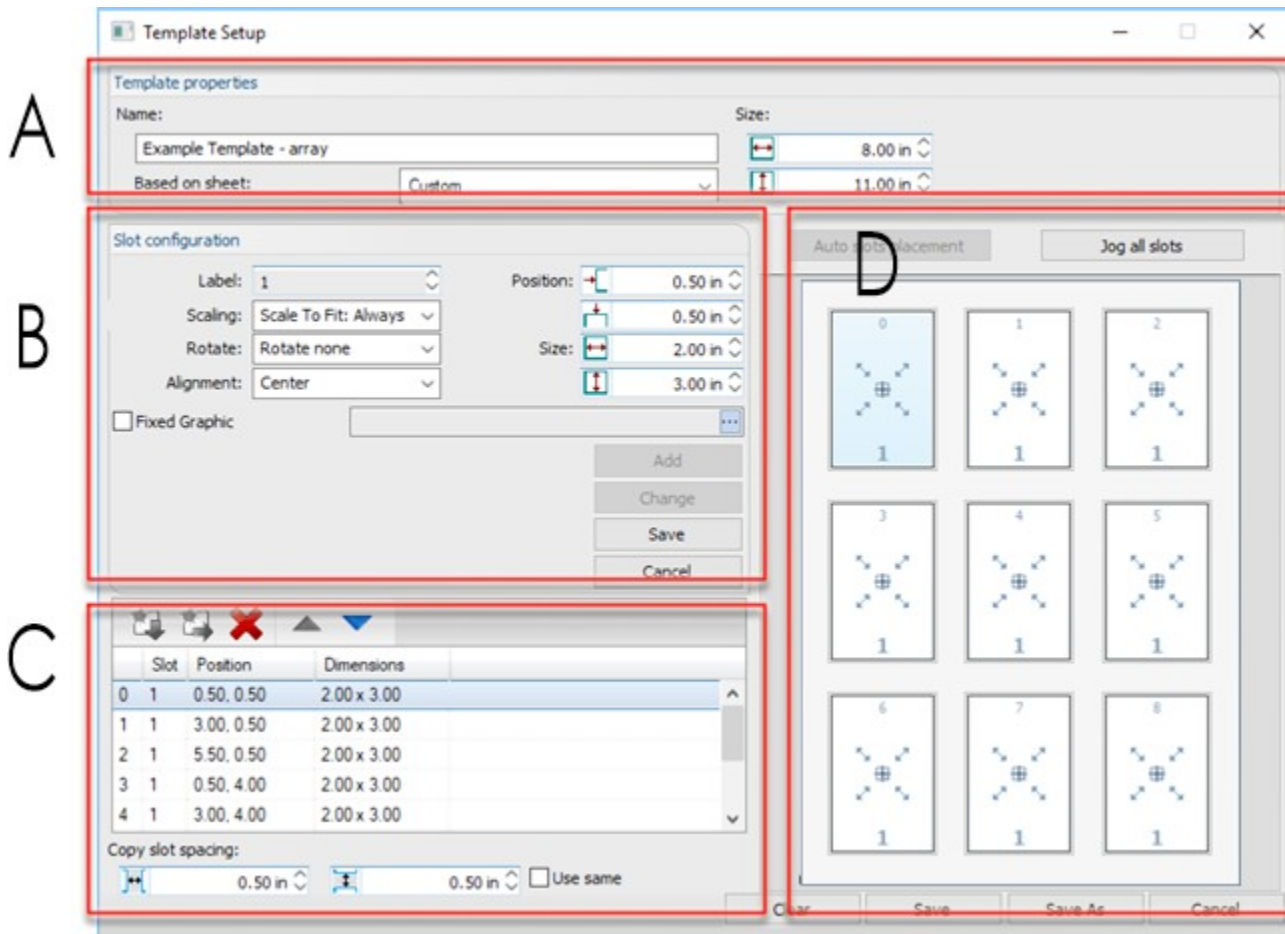 Template Setup
A
Template properties
Name:
Size:
Example Template - array
8.00 in
Based on sheet:
Custom
11.00 in
B
Slot configuration
Label:
1
Position:
0.50 in
Scaling:
Scale To Fit: Always
0.50 in
Rotate:
Rotate none
Size:
2.00 in
Alignment:
Center
3.00 in
Fixed Graphic
...
Add
Change
Save
Cancel
C
Slot Position Dimensions
0 1 0.50, 0.50 2.00 x 3.00
1 1 3.00, 0.50 2.00 x 3.00
2 1 5.50, 0.50 2.00 x 3.00
3 1 0.50, 4.00 2.00 x 3.00
4 1 3.00, 4.00 2.00 x 3.00
Copy slot spacing:
0.50 in
0.50 in
Use same
D
Auto slots placement
Jog all slots
0 1 2
1 1 1
3 4 5
1 1 1
6 7 8
1 1 1
Clear Save Save As Cancel